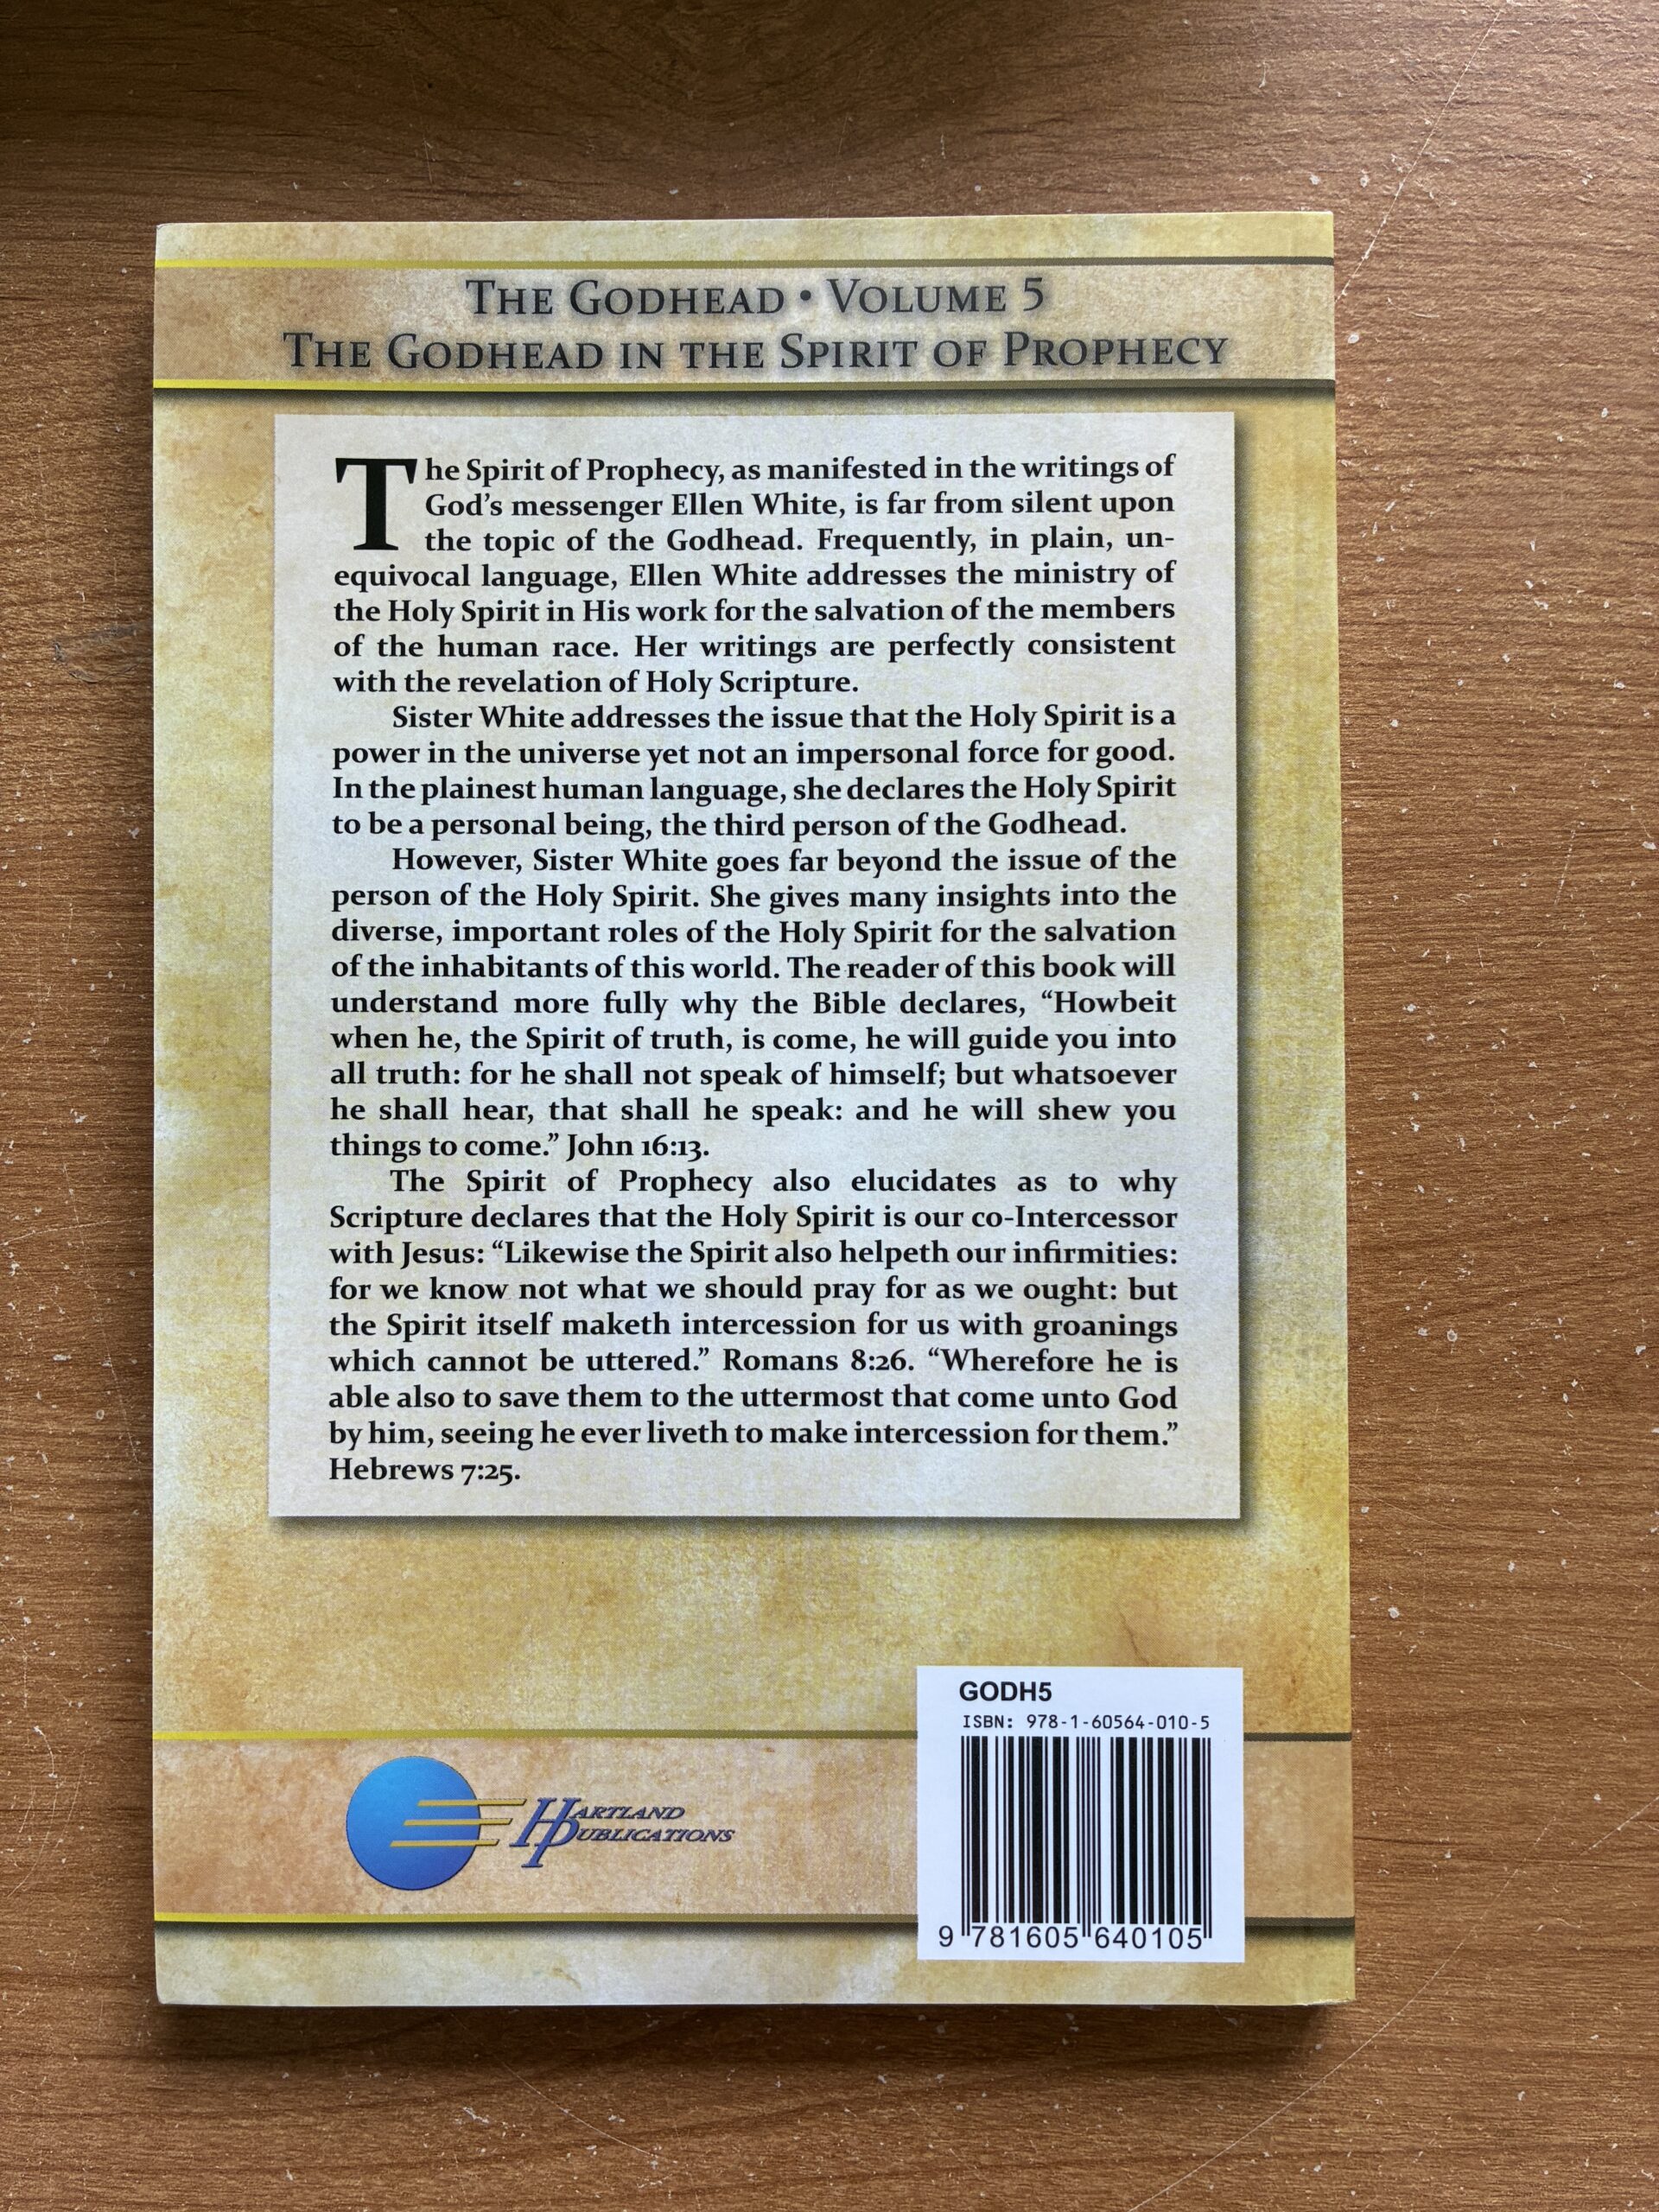 The Godhead • Volume 5
The Godhead in the Spirit of Prophecy
The Spirit of Prophecy, as manifested in the writings of
God’s messenger Ellen White, is far from silent upon
the topic of the Godhead. Frequently, in plain, un-
equivocal language, Ellen White addresses the ministry of
the Holy Spirit in His work for the salvation of the members
of the human race. Her writings are perfectly consistent
with the revelation of Holy Scripture.
Sister White addresses the issue that the Holy Spirit is a
power in the universe yet not an impersonal force for good.
In the plainest human language, she declares the Holy Spirit
to be a personal being, the third person of the Godhead.
However, Sister White goes far beyond the issue of the
person of the Holy Spirit. She gives many insights into the
diverse, important roles of the Holy Spirit for the salvation
of the inhabitants of this world. The reader of this book will
understand more fully why the Bible declares, “Howbeit
when he, the Spirit of truth, is come, he will guide you into
all truth: for he shall not speak of himself; but whatsoever
he shall hear, that shall he speak: and he will shew you
things to come.” John 16:13.
The Spirit of Prophecy also elucidates as to why
Scripture declares that the Holy Spirit is our co-Intercessor
with Jesus: “Likewise the Spirit also helpeth our infirmities:
for we know not what we should pray for as we ought: but
the Spirit itself maketh intercession for us with groanings
which cannot be uttered.” Romans 8:26. “Wherefore he is
able also to save them to the uttermost that come unto God
by him, seeing he ever liveth to make intercession for them.”
Hebrews 7:25.
GODH5
ISBN: 978-1-60564-010-5
Hartland
Publications
9 781605 640105